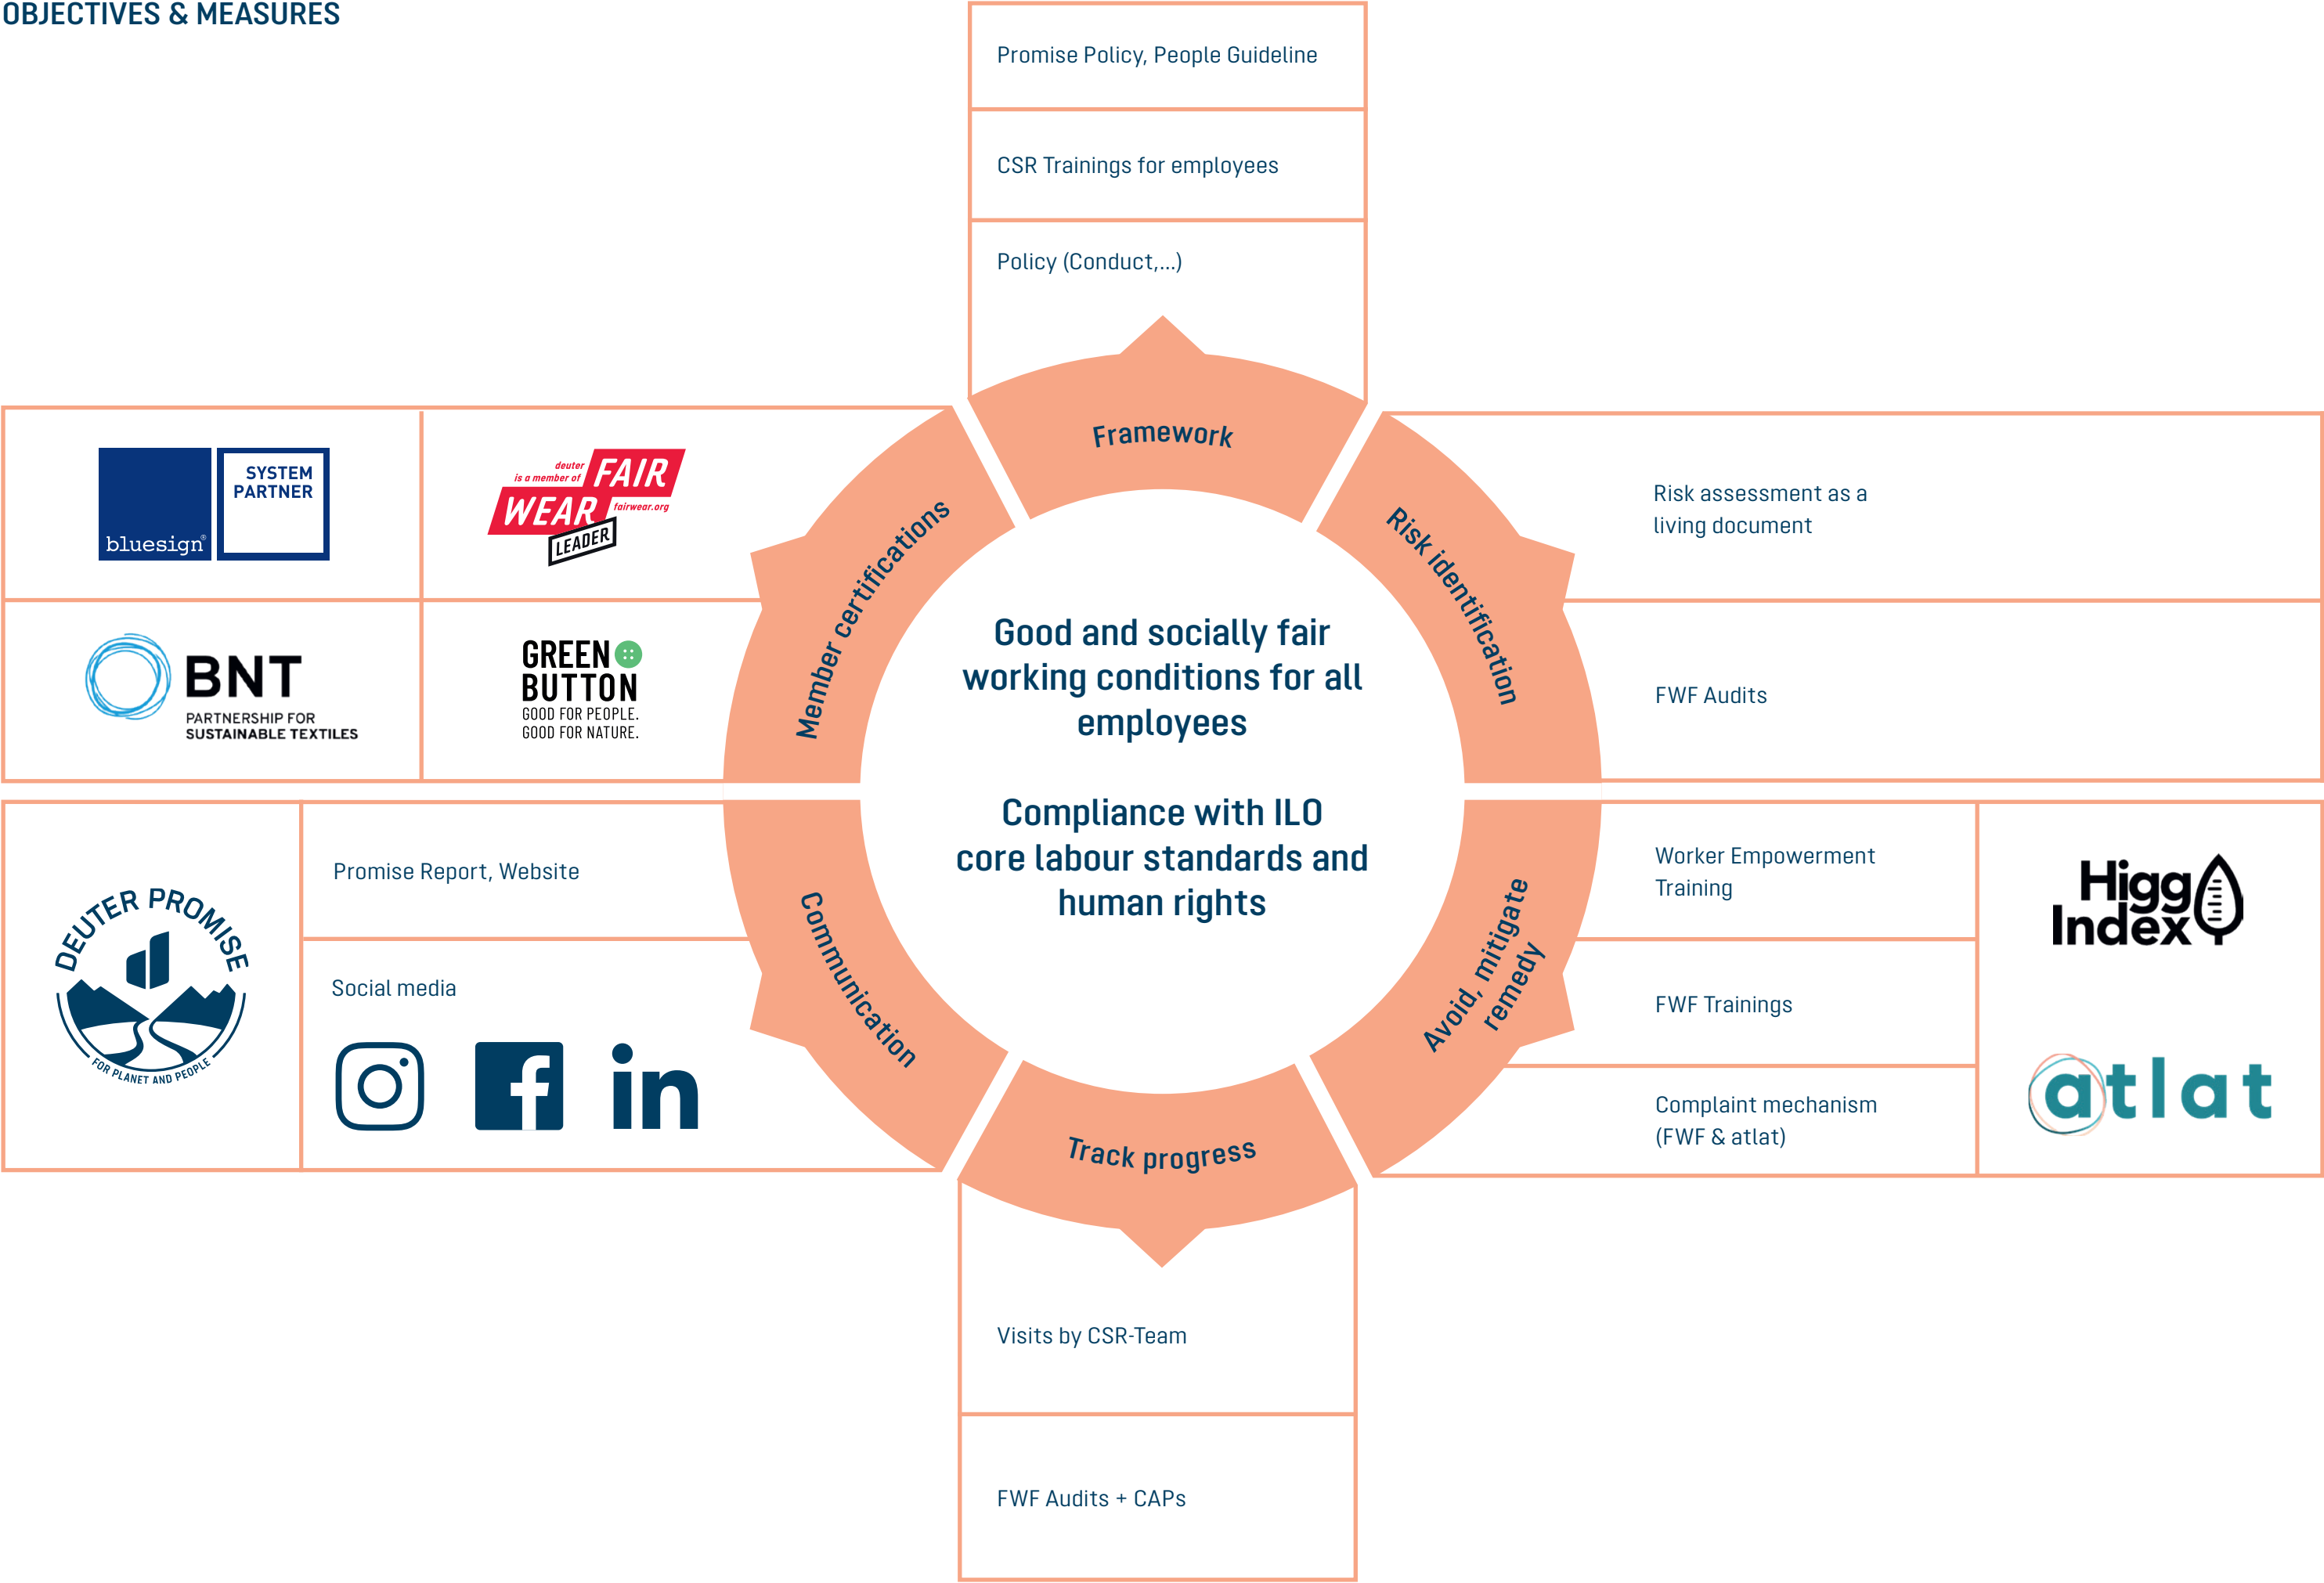 OBJECTIVES & MEASURES
Promise Policy, People Guideline
CSR Trainings for employees
Policy (Conduct,...)
Framework
SYSTEM
PARTNER
bluesign®
deuter
is a member of
FAIR
WEAR
fairwear.org
LEADER
BNT
PARTNERSHIP FOR
SUSTAINABLE TEXTILES
GREEN
BUTTON
GOOD FOR PEOPLE.
GOOD FOR NATURE.
Member certifications
Risk identification
Risk assessment as a
living document
FWF Audits
Good and socially fair
working conditions for all
employees
Compliance with ILO
core labour standards and
human rights
DEUTER PROMISE
FOR PLANET AND PEOPLE
Promise Report, Website
Social media
f
in
Communication
Avoid, mitigate
remedy
Worker Empowerment
Training
FWF Trainings
Complaint mechanism
(FWF & atlat)
Higg
Index
atlat
Track progress
Visits by CSR-Team
FWF Audits + CAPs